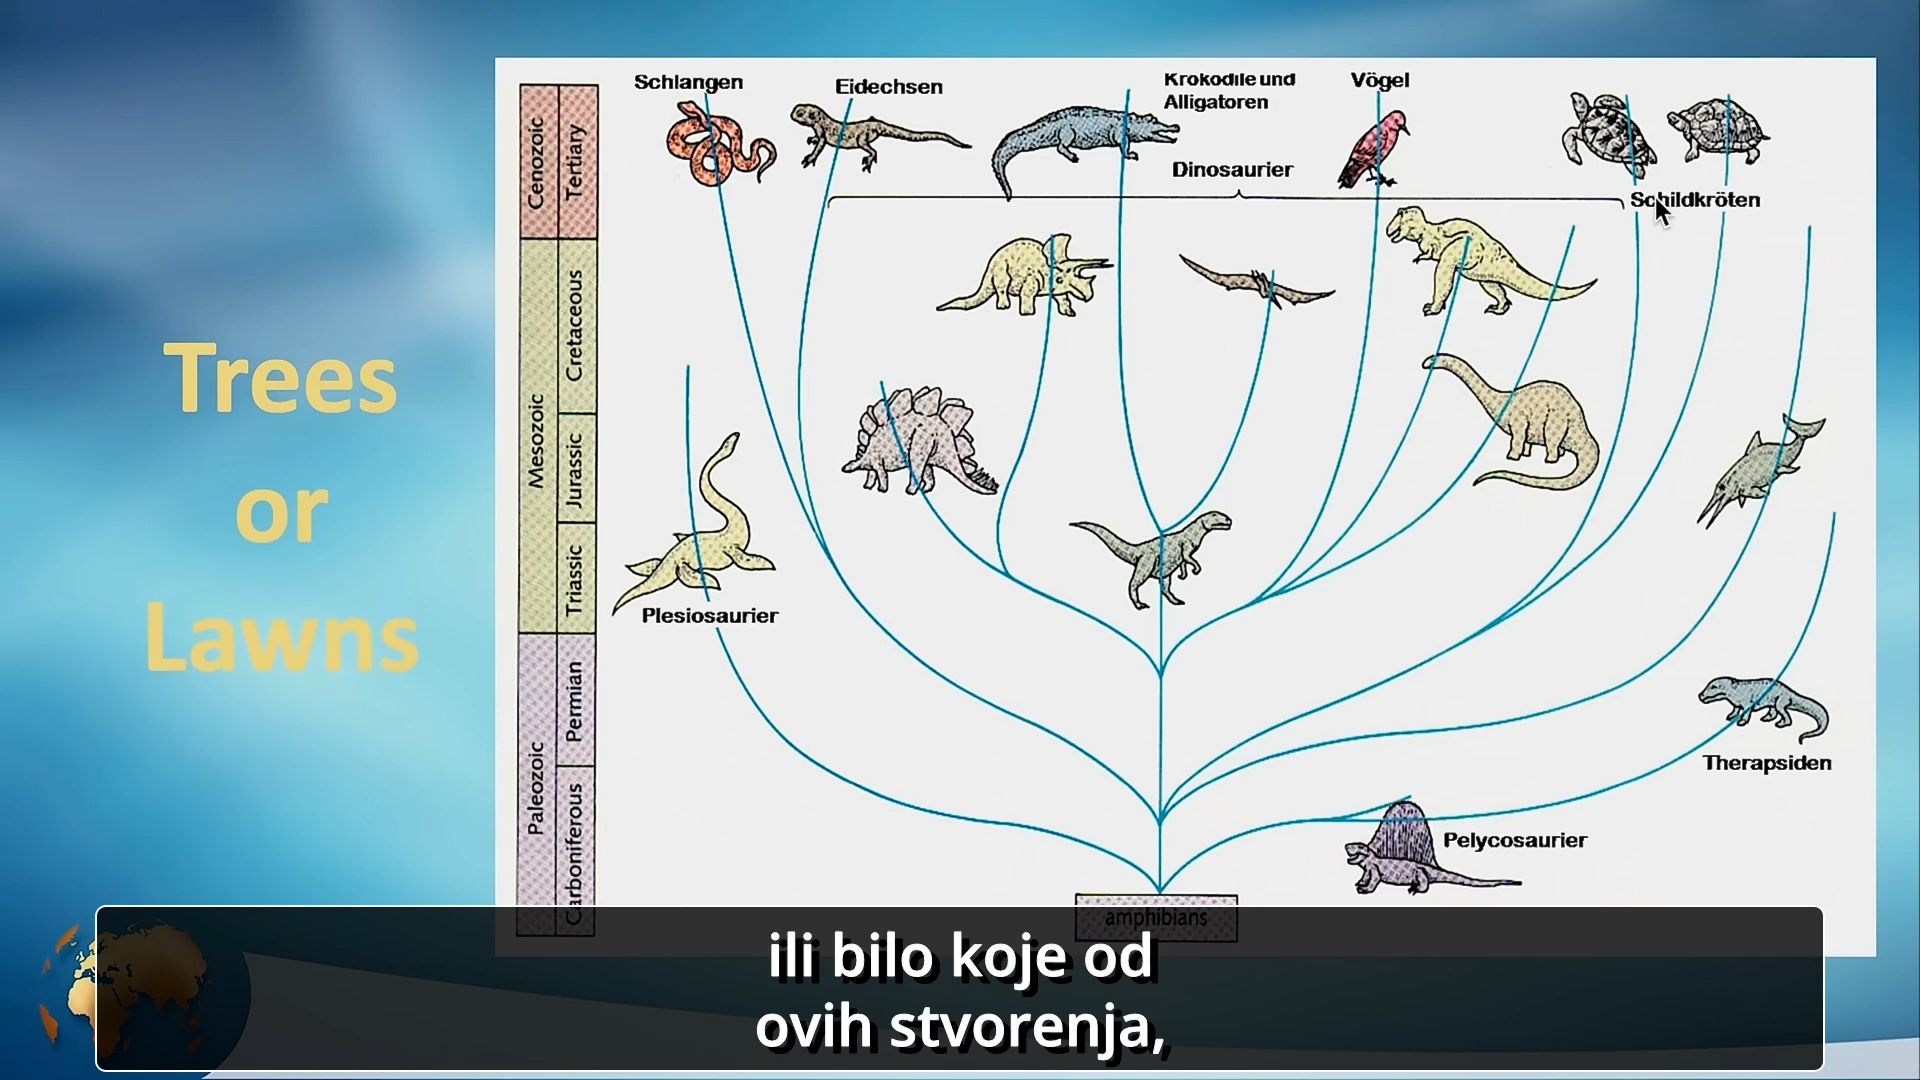 Trees
or
Lawns
Schlangen
Eidechsen
Krokodile und
Alligatoren
Vögel
Dinosaurier
Schildkröten
Cenozoic
Tertiary
Mesozoic
Cretaceous
Jurassic
Triassic
Plesiosaurier
Paleozoic
Permian
Carboniferous
Therapsiden
Pelycosaurier
amphibians
ili bilo koje od
ovih stvorenja,